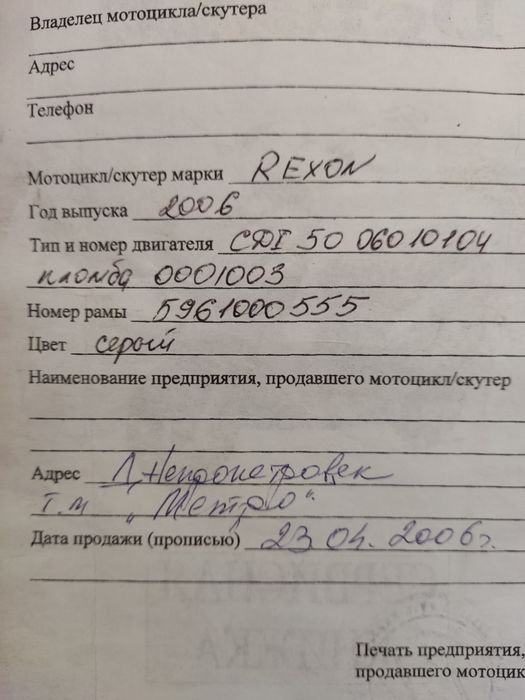 Владелец мотоцикла/скутера
Адрес
Телефон
Мотоцикл/скутер марки REXON
Год выпуска 2006
Тип и номер двигателя CDI 50 06010104
пломба 0001003
Номер рамы 5961000555
Цвет серый
Наименование предприятия, продавшего мотоцикл/скутер
Адрес Днепропетровск
т.м "Метро".
Дата продажи (прописью) 23.04.2006г.
Печать предприятия,
продавшего мотоцик